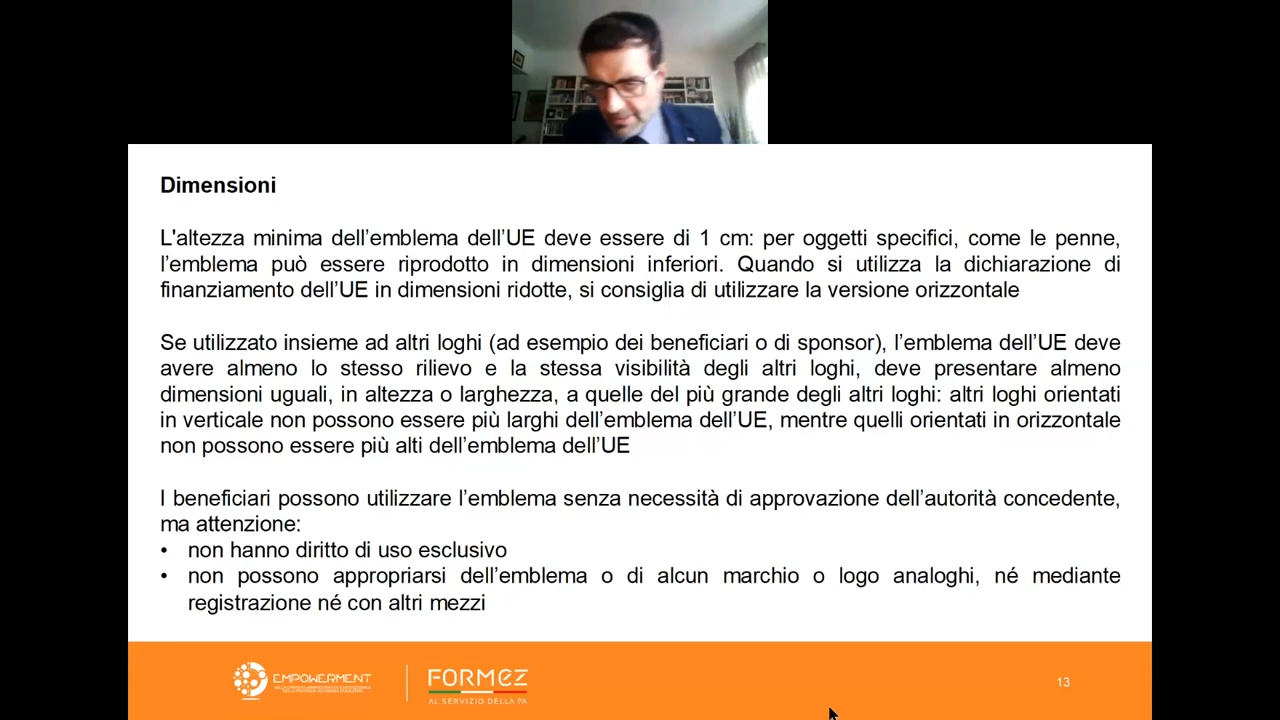 Dimensioni
L'altezza minima dell’emblema dell’UE deve essere di 1 cm: per oggetti specifici, come le penne,
l’emblema può essere riprodotto in dimensioni inferiori. Quando si utilizza la dichiarazione di
finanziamento dell’UE in dimensioni ridotte, si consiglia di utilizzare la versione orizzontale
Se utilizzato insieme ad altri loghi (ad esempio dei beneficiari o di sponsor), l’emblema dell’UE deve
avere almeno lo stesso rilievo e la stessa visibilità degli altri loghi, deve presentare almeno
dimensioni uguali, in altezza o larghezza, a quelle del più grande degli altri loghi: altri loghi orientati
in verticale non possono essere più larghi dell’emblema dell’UE, mentre quelli orientati in orizzontale
non possono essere più alti dell’emblema dell’UE
I beneficiari possono utilizzare l’emblema senza necessità di approvazione dell’autorità concedente,
ma attenzione:
• non hanno diritto di uso esclusivo
• non possono appropriarsi dell’emblema o di alcun marchio o logo analoghi, né mediante
registrazione né con altri mezzi
EMPOWERMENT
FORMEZ
AL SERVIZIO DELLA PA
13